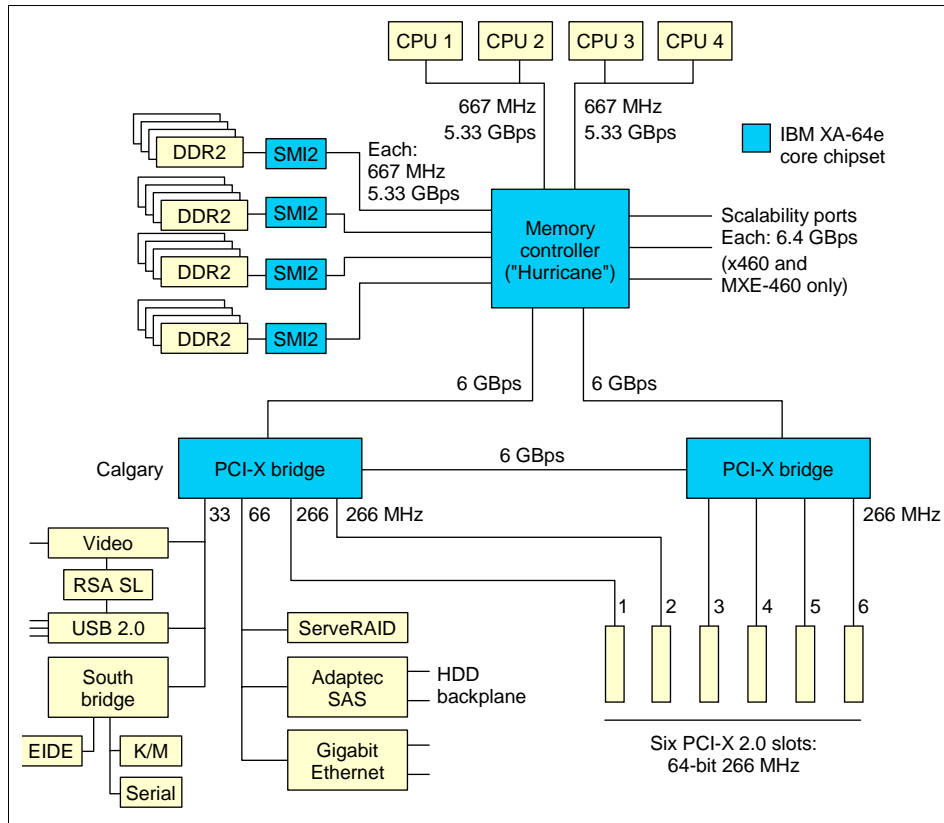 CPU 1
CPU 2
CPU 3
CPU 4
667 MHz
5.33 GBps
667 MHz
5.33 GBps
IBM XA-64e
core chipset
DDR2
SMI2
Each:
667 MHz
5.33 GBps
DDR2
SMI2
DDR2
SMI2
DDR2
SMI2
Memory
controller
("Hurricane")
Scalability ports
Each: 6.4 GBps
(x460 and
MXE-460 only)
6 GBps
6 GBps
Calgary
PCI-X bridge
6 GBps
PCI-X bridge
33
66
266
266 MHz
266 MHz
Video
RSA SL
USB 2.0
South
bridge
EIDE
K/M
Serial
ServeRAID
Adaptec
SAS
HDD
backplane
Gigabit
Ethernet
1
2
3
4
5
6
Six PCI-X 2.0 slots:
64-bit 266 MHz